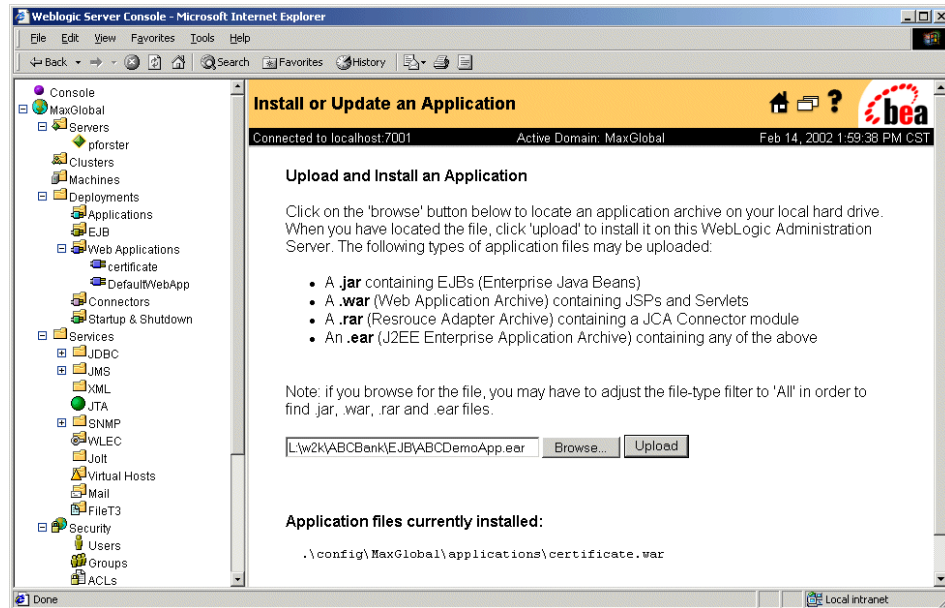 Weblogic Server Console - Microsoft Internet Explorer
File Edit View Favorites Tools Help
Back Search Favorites History
Console
MaxGlobal
Servers
pforster
Clusters
Machines
Deployments
Applications
EJB
Web Applications
certificate
DefaultWebApp
Connectors
Startup & Shutdown
Services
JDBC
JMS
XML
JTA
SNMP
WLEC
Jolt
Virtual Hosts
Mail
FileT3
Security
Users
Groups
ACLs
Install or Update an Application
?
bea
Connected to localhost:7001 Active Domain: MaxGlobal Feb 14, 2002 1:59:38 PM CST
Upload and Install an Application
Click on the 'browse' button below to locate an application archive on your local hard drive.
When you have located the file, click 'upload' to install it on this WebLogic Administration
Server. The following types of application files may be uploaded:
• A .jar containing EJBs (Enterprise Java Beans)
• A .war (Web Application Archive) containing JSPs and Servlets
• A .rar (Resrouce Adapter Archive) containing a JCA Connector module
• An .ear (J2EE Enterprise Application Archive) containing any of the above
Note: if you browse for the file, you may have to adjust the file-type filter to 'All' in order to
find .jar, .war, .rar and .ear files.
L:\w2k\ABCBank\EJB\ABCDemoApp.ear Browse... Upload
Application files currently installed:
.\config\MaxGlobal\applications\certificate.war
Done Local intranet